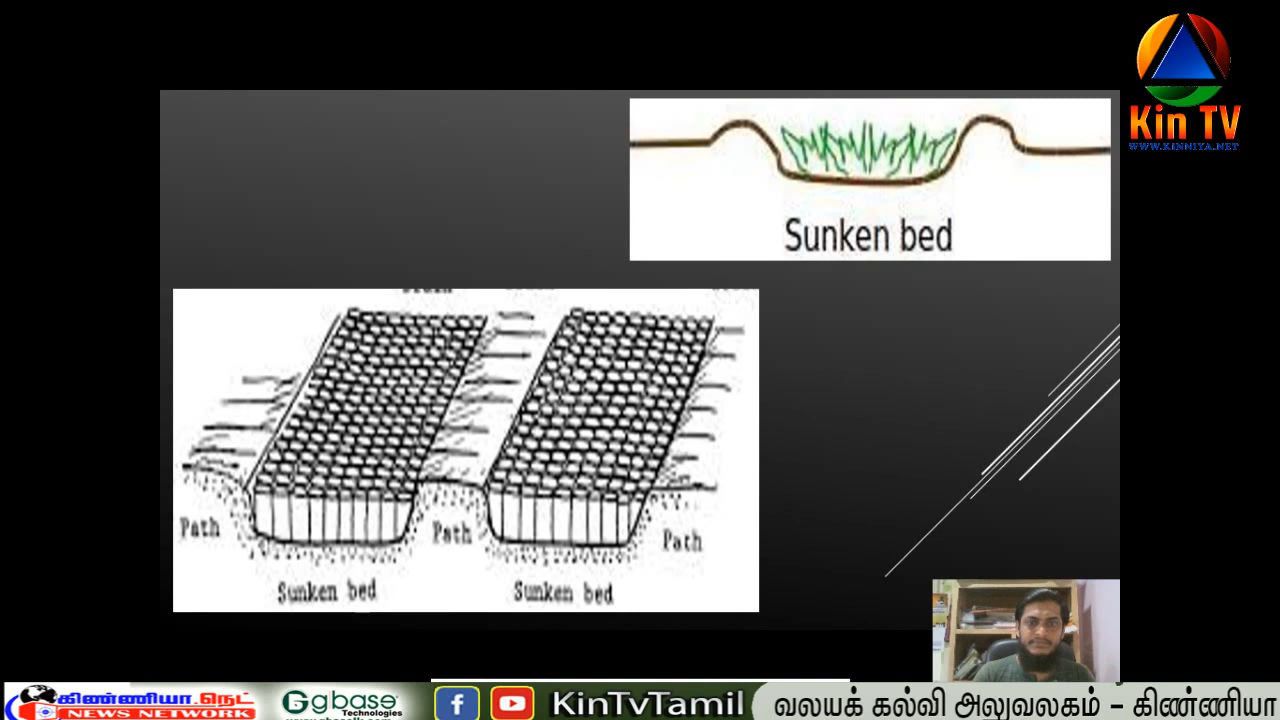 Kin TV
WWW.KINNIYA.NET
Sunken bed
Path
Path
Path
Sunken bed
Sunken bed
கிண்ணியா.நெட்
NEWS NETWORK
gbase
Technologies
KinTvTamil
வலயக் கல்வி அலுவலகம் - கிண்ணியா